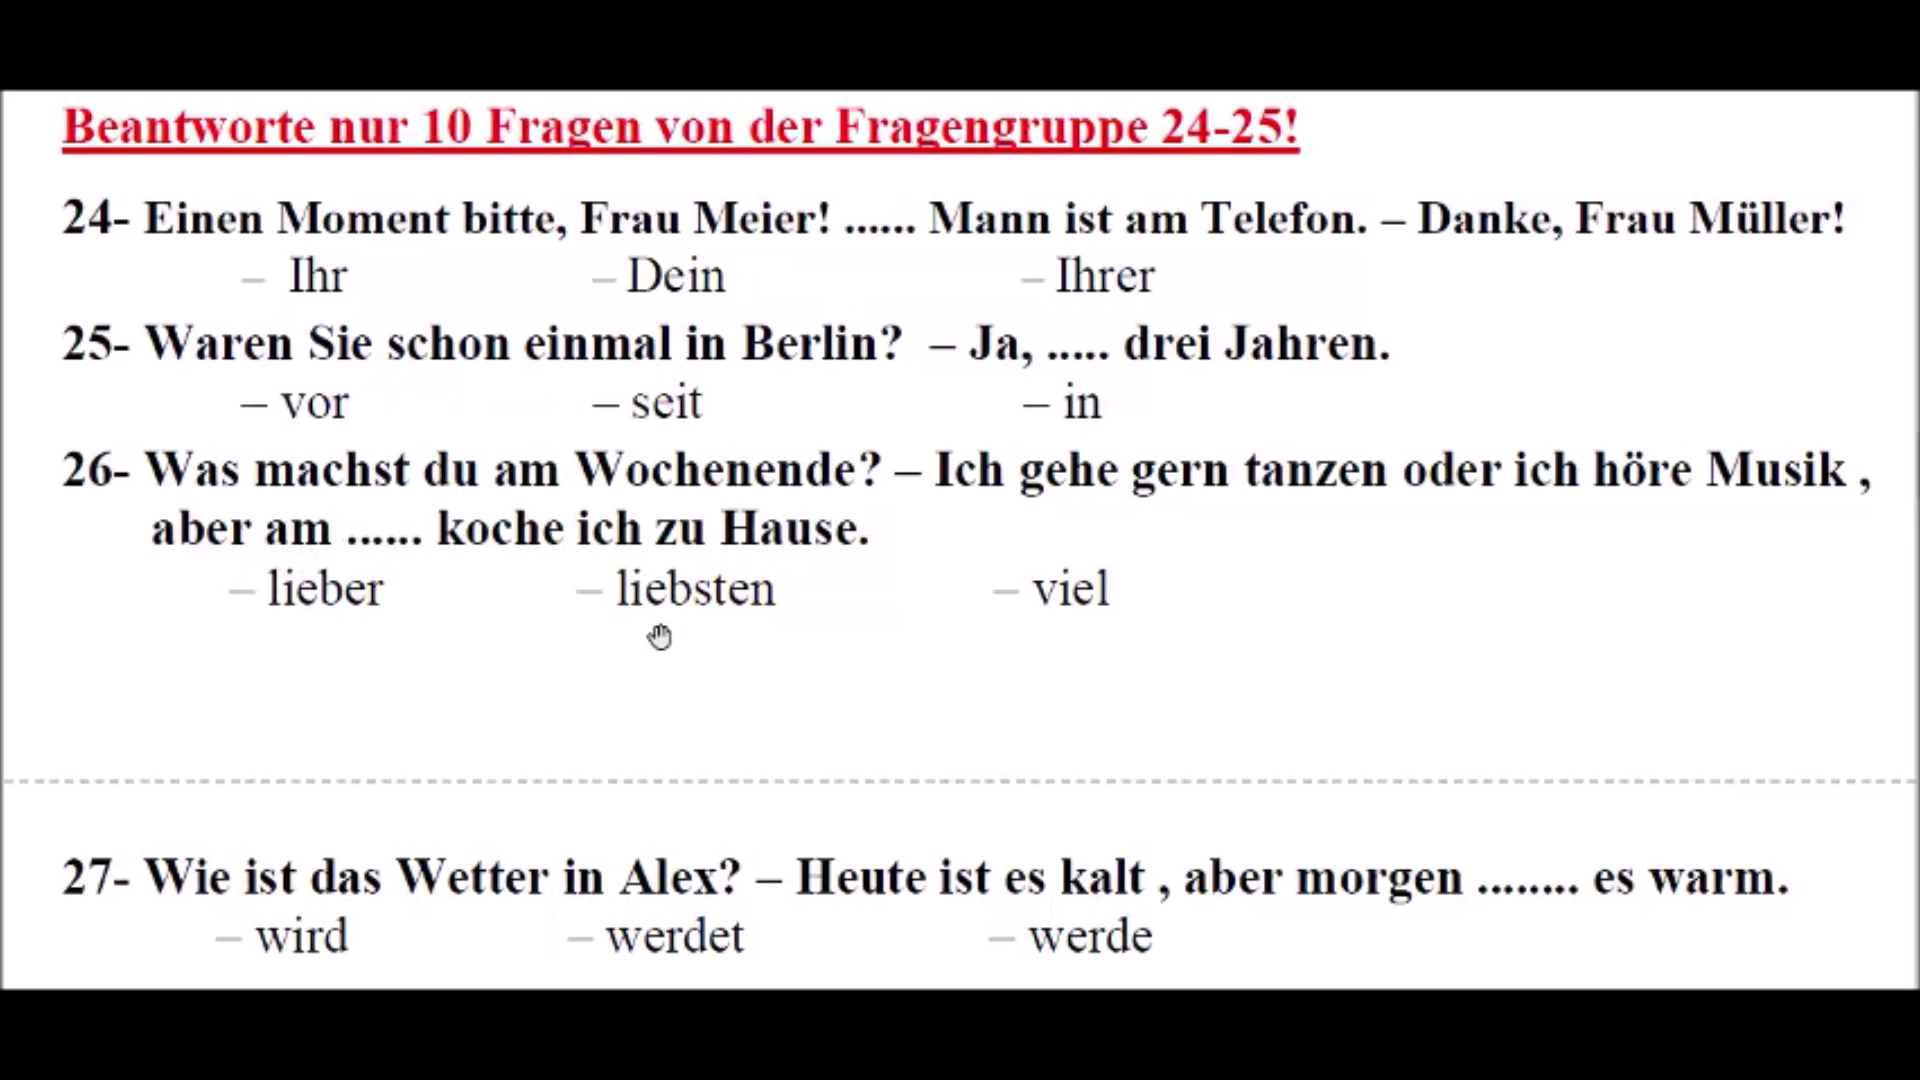 Beantworte nur 10 Fragen von der Fragengruppe 24-25!
24- Einen Moment bitte, Frau Meier! ...... Mann ist am Telefon. – Danke, Frau Müller!
– Ihr – Dein – Ihrer
25- Waren Sie schon einmal in Berlin? – Ja, ..... drei Jahren.
– vor – seit – in
26- Was machst du am Wochenende? – Ich gehe gern tanzen oder ich höre Musik ,
aber am ...... koche ich zu Hause.
– lieber – liebsten – viel
27- Wie ist das Wetter in Alex? – Heute ist es kalt , aber morgen ........ es warm.
– wird – werdet – werde